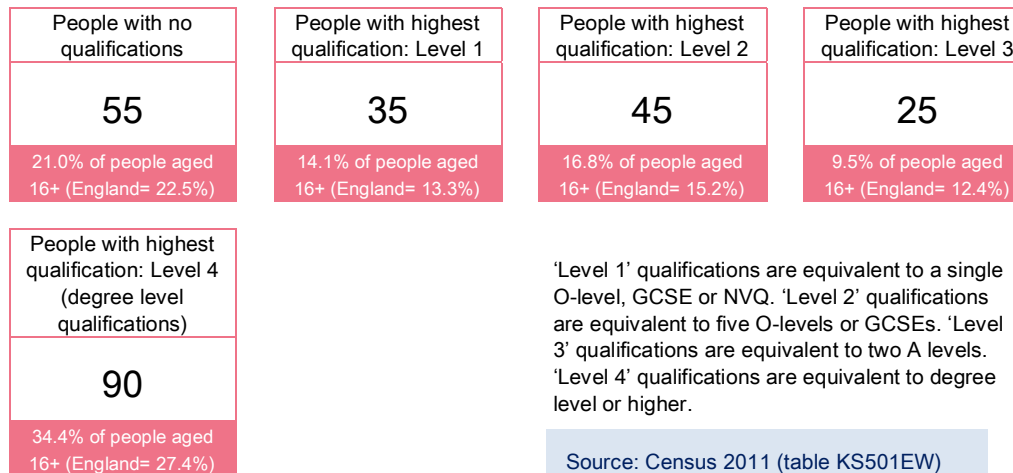 People with no
qualifications
55
21.0% of people aged
16+ (England= 22.5%)
People with highest
qualification: Level 1
35
14.1% of people aged
16+ (England= 13.3%)
People with highest
qualification: Level 2
45
16.8% of people aged
16+ (England= 15.2%)
People with highest
qualification: Level 3
25
9.5% of people aged
16+ (England= 12.4%)
People with highest
qualification: Level 4
(degree level
qualifications)
90
34.4% of people aged
16+ (England= 27.4%)
‘Level 1’ qualifications are equivalent to a single
O-level, GCSE or NVQ. ‘Level 2’ qualifications
are equivalent to five O-levels or GCSEs. ‘Level
3’ qualifications are equivalent to two A levels.
‘Level 4’ qualifications are equivalent to degree
level or higher.
Source: Census 2011 (table KS501EW)